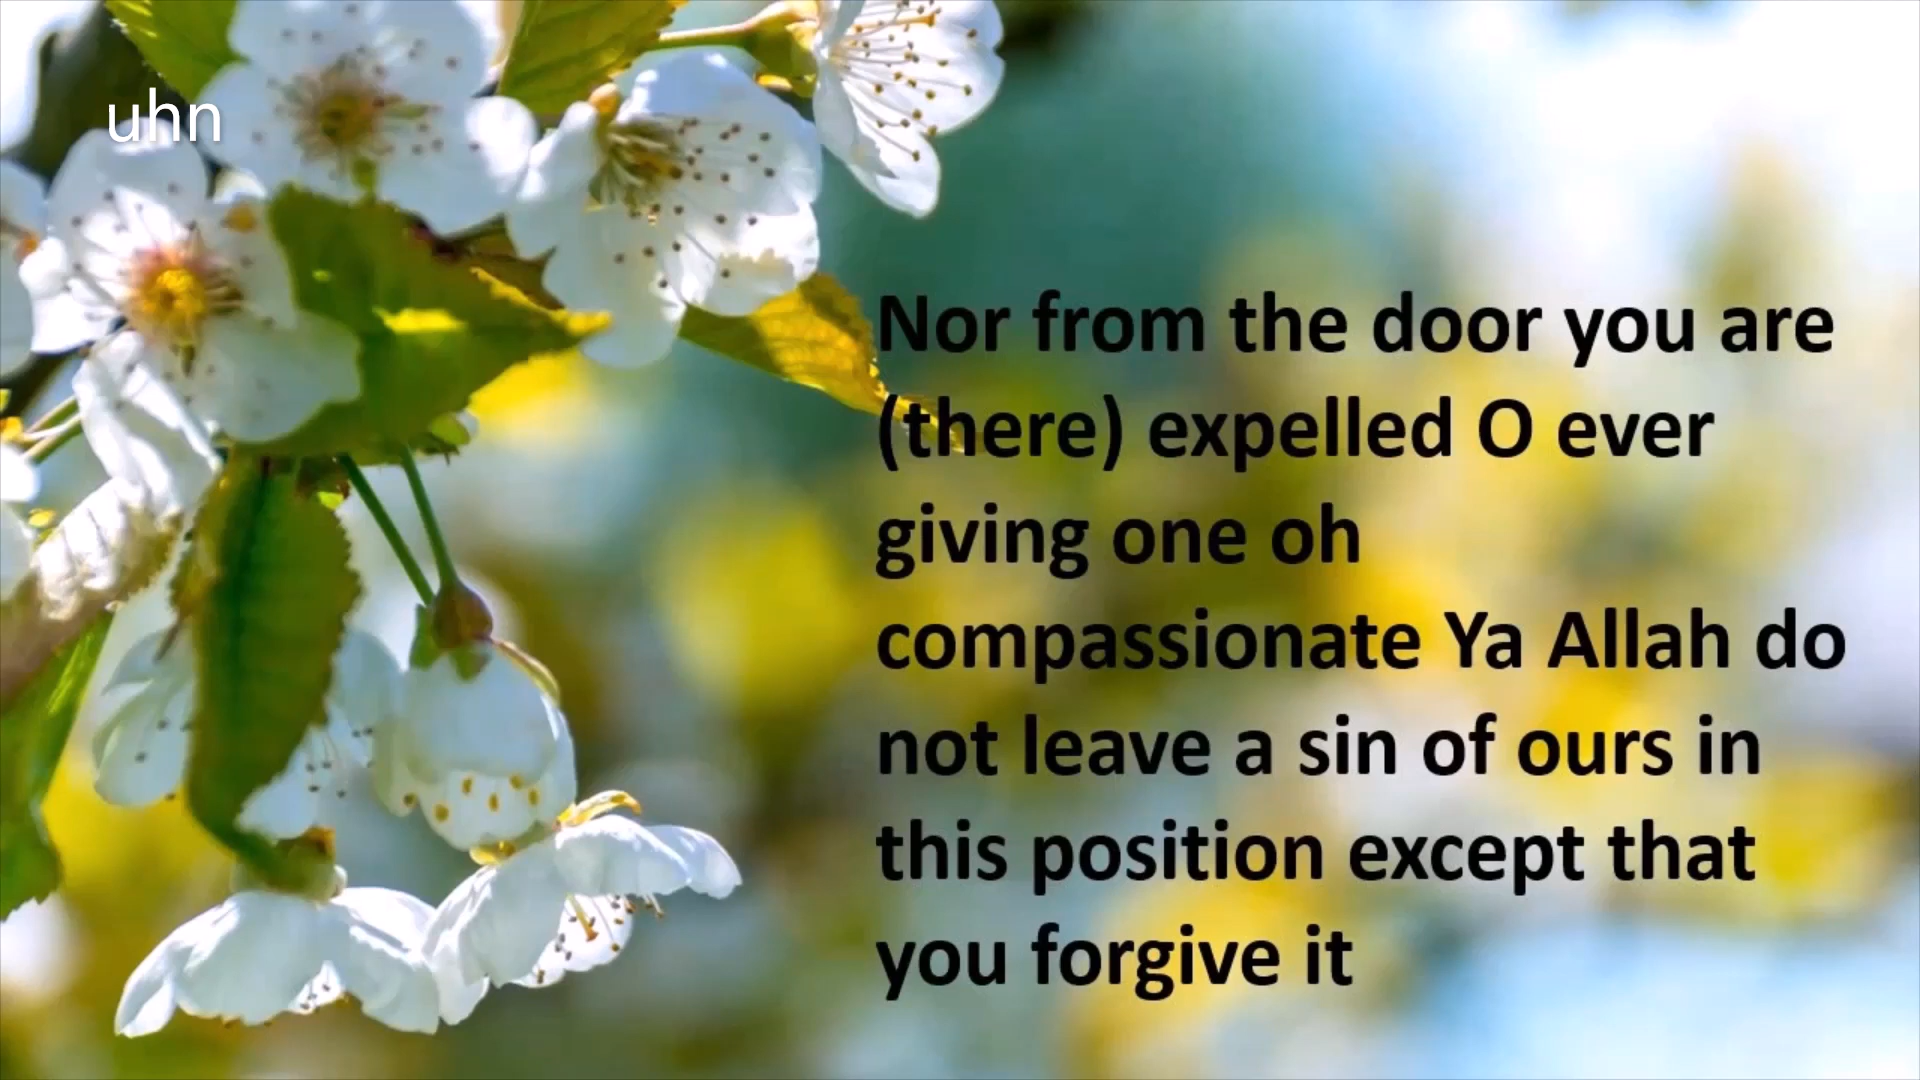 uhn
Nor from the door you are
(there) expelled O ever
giving one oh
compassionate Ya Allah do
not leave a sin of ours in
this position except that
you forgive it